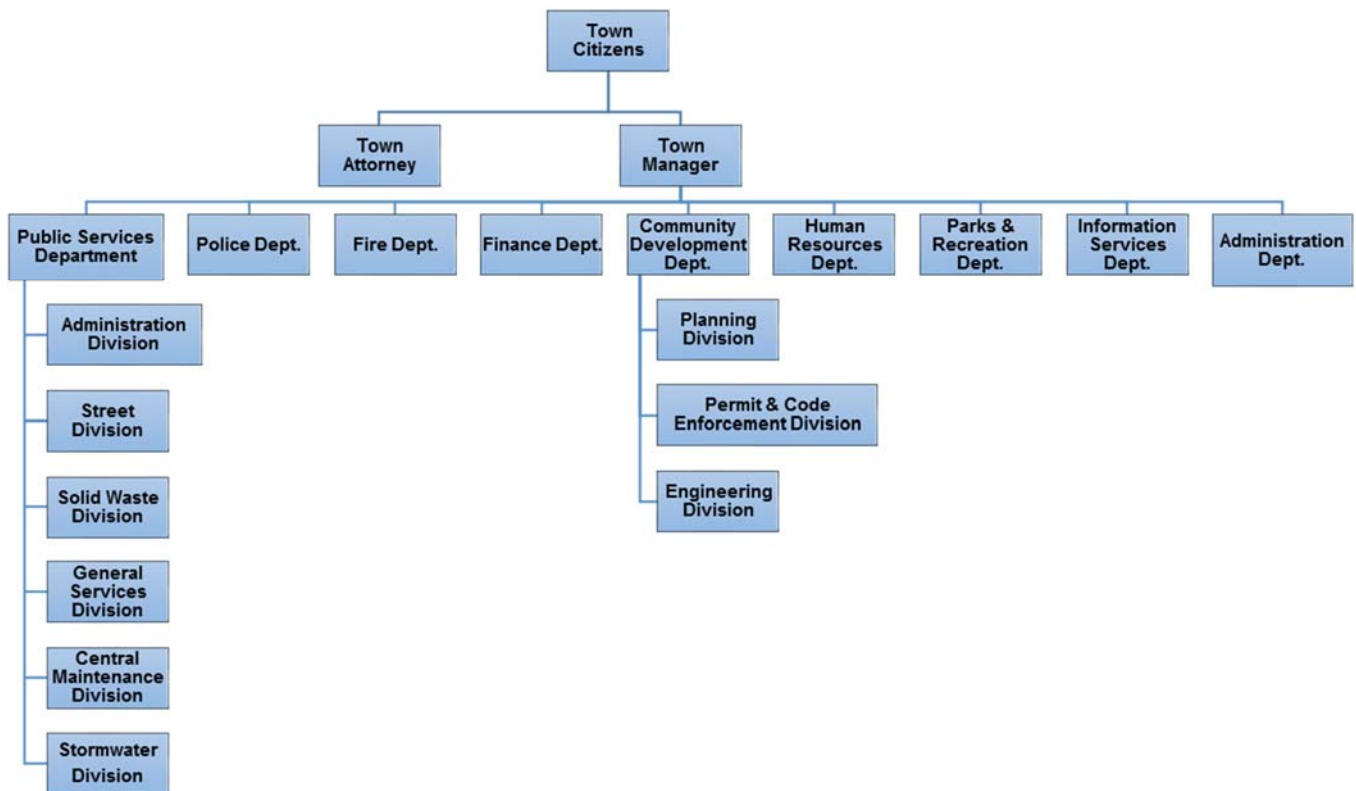 Town
Citizens
Town
Attorney
Town
Manager
Public Services
Department
Police Dept.
Fire Dept.
Finance Dept.
Community
Development
Dept.
Human
Resources
Dept.
Parks &
Recreation
Dept.
Information
Services
Dept.
Administration
Dept.
Administration
Division
Street
Division
Solid Waste
Division
General
Services
Division
Central
Maintenance
Division
Stormwater
Division
Planning
Division
Permit & Code
Enforcement Division
Engineering
Division